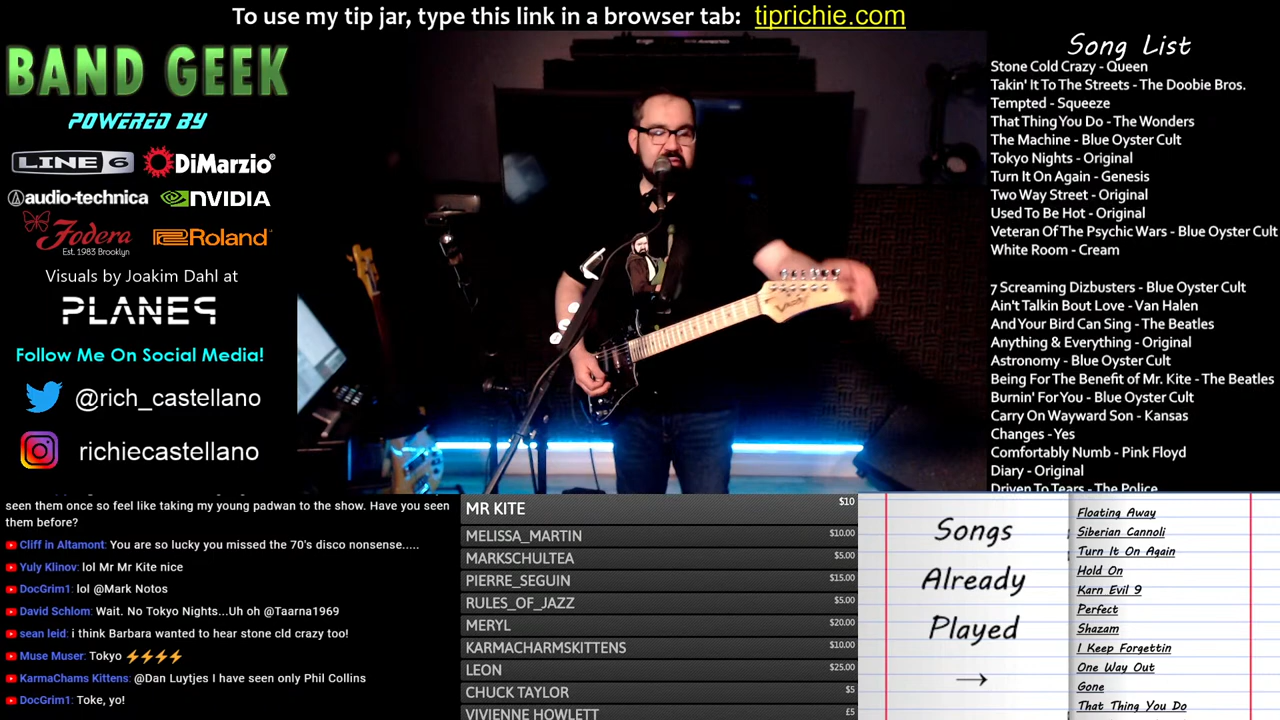 To use my tip jar, type this link in a browser tab: tiprichie.com
BAND GEEK
POWERED BY
LINE 6
DiMarzio®
audio-technica
NVIDIA
Fodera
Est. 1983 Brooklyn
Roland
Visuals by Joakim Dahl at
PLANE9
Follow Me On Social Media!
@rich_castellano
richiecastellano
Song List
Stone Cold Crazy - Queen
Takin' It To The Streets - The Doobie Bros.
Tempted - Squeeze
That Thing You Do - The Wonders
The Machine - Blue Oyster Cult
Tokyo Nights - Original
Turn It On Again - Genesis
Two Way Street - Original
Used To Be Hot - Original
Veteran Of The Psychic Wars - Blue Oyster Cult
White Room - Cream
7 Screaming Dizbusters - Blue Oyster Cult
Ain't Talkin Bout Love - Van Halen
And Your Bird Can Sing - The Beatles
Anything & Everything - Original
Astronomy - Blue Oyster Cult
Being For The Benefit of Mr. Kite - The Beatles
Burnin' For You - Blue Oyster Cult
Carry On Wayward Son - Kansas
Changes - Yes
Comfortably Numb - Pink Floyd
Diary - Original
Driven To Tears - The Police
seen them once so feel like taking my young padwan to the show. Have you seen
them before?
Cliff in Altamont: You are so lucky you missed the 70's disco nonsense.....
Yuly Klinov: lol Mr Mr Kite nice
DocGrim1: lol @Mark Notos
David Schlom: Wait. No Tokyo Nights...Uh oh @Taarna1969
sean leid: i think Barbara wanted to hear stone cld crazy too!
Muse Muser: Tokyo ⚡⚡⚡⚡
KarmaChams Kittens: @Dan Luytjes I have seen only Phil Collins
DocGrim1: Toke, yo!
MR KITE $10
MELISSA_MARTIN $10.00
MARKSCHULTEA $5.00
PIERRE_SEGUIN $15.00
RULES_OF_JAZZ $5.00
MERYL $20.00
KARMACHARMSKITTENS $10.00
LEON $25.00
CHUCK TAYLOR $5
VIVIENNE HOWLETT £5
Songs
Already
Played
→
Floating Away
Siberian Cannoli
Turn It On Again
Hold On
Karn Evil 9
Perfect
Shazam
I Keep Forgettin
One Way Out
Gone
That Thing You Do